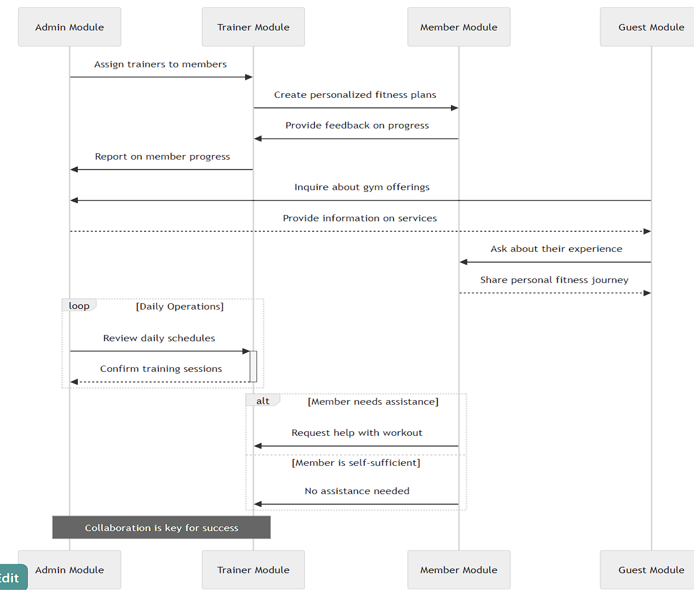 Admin Module
Trainer Module
Member Module
Guest Module
Assign trainers to members
Create personalized fitness plans
Provide feedback on progress
Report on member progress
Inquire about gym offerings
Provide information on services
Ask about their experience
Share personal fitness journey
loop
[Daily Operations]
Review daily schedules
Confirm training sessions
alt
[Member needs assistance]
Request help with workout
[Member is self-sufficient]
No assistance needed
Collaboration is key for success
Edit
Admin Module
Trainer Module
Member Module
Guest Module